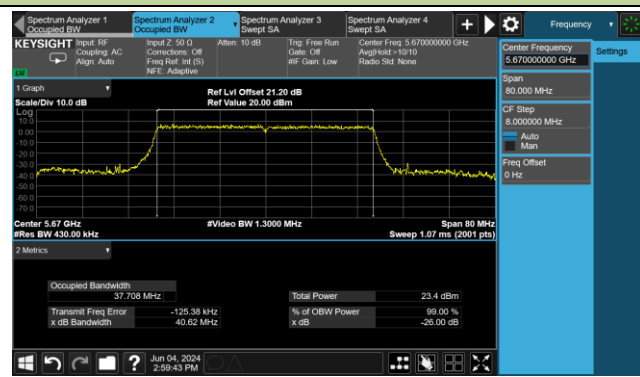 Spectrum Analyzer 1
Occupied BW
Spectrum Analyzer 2
Occupied BW
Spectrum Analyzer 3
Swept SA
Spectrum Analyzer 4
Swept SA
Frequency
KEYSIGHT
Input: RF
Coupling: AC
Align: Auto
Input Z: 50 Ω
Corrections: Off
Freq Ref: Int (S)
NFE: Adaptive
Atten: 10 dB
Trig: Free Run
Gate: Off
#IF Gain: Low
Center Freq: 5.670000000 GHz
Avg|Hold:>10/10
Radio Std: None
Center Frequency
5.670000000 GHz
Settings
Span
80.000 MHz
CF Step
8.000000 MHz
Auto
Man
Freq Offset
0 Hz
LXI
1 Graph
Ref Lvl Offset 21.20 dB
Scale/Div 10.0 dB
Ref Value 20.00 dBm
Log
10.0
0.00
-10.0
-20.0
-30.0
-40.0
-50.0
-60.0
-70.0
Center 5.67 GHz
#Video BW 1.3000 MHz
Span 80 MHz
#Res BW 430.00 kHz
Sweep 1.07 ms (2001 pts)
2 Metrics
Occupied Bandwidth
37.708 MHz
Total Power
23.4 dBm
Transmit Freq Error
-125.38 kHz
% of OBW Power
99.00 %
x dB Bandwidth
40.62 MHz
x dB
-26.00 dB
Jun 04, 2024
2:59:43 PM